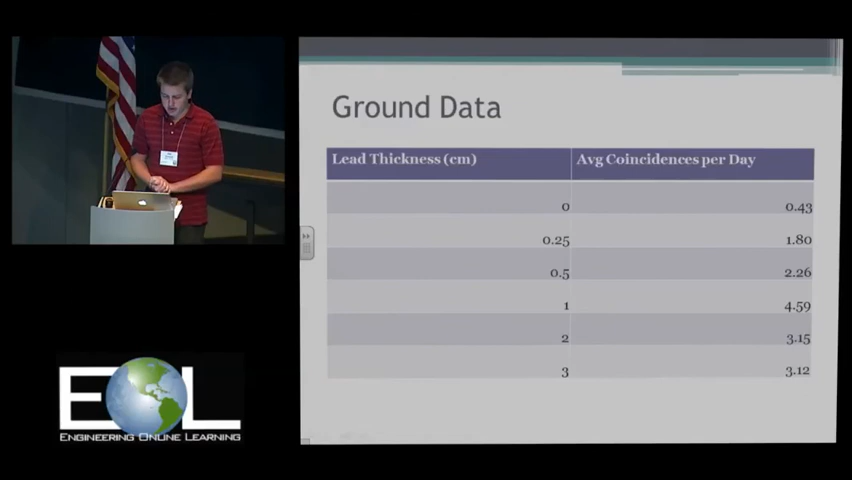 Ground Data
Lead Thickness (cm) Avg Coincidences per Day
0 0.43
0.25 1.80
0.5 2.26
1 4.59
2 3.15
3 3.12
EOL
ENGINEERING ONLINE LEARNING